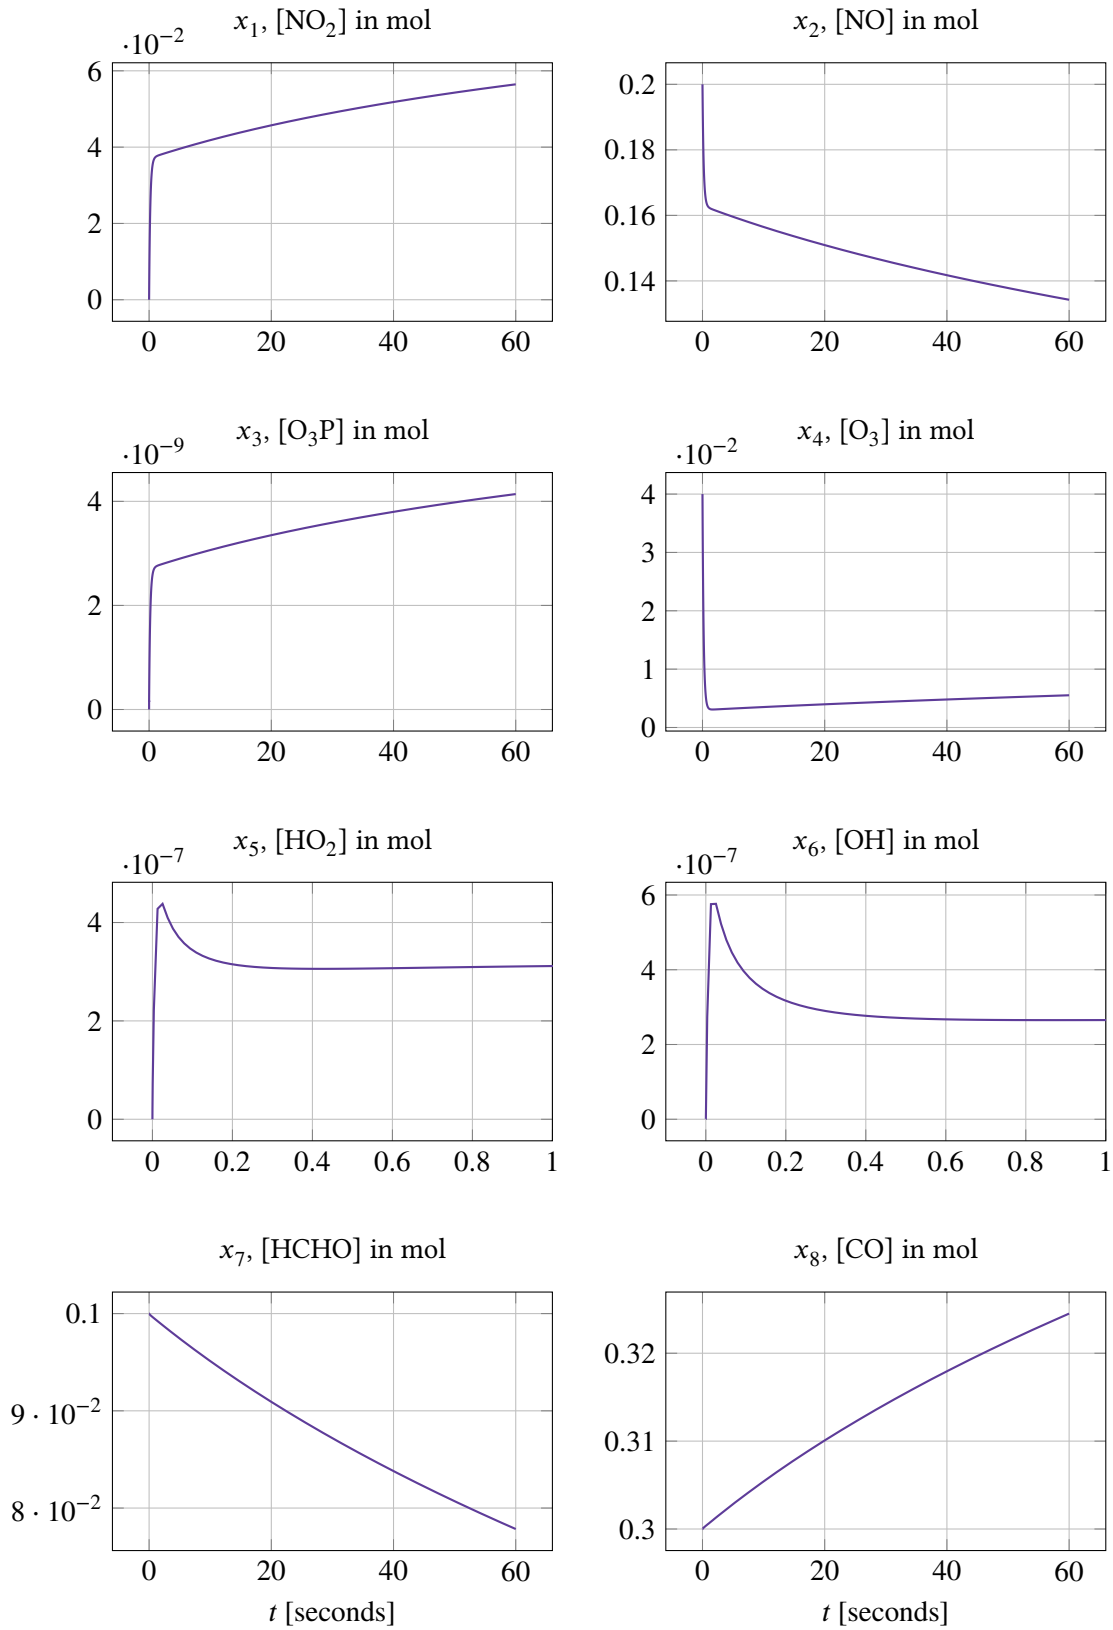 x₁, [NO₂] in mol
·10⁻²
6
4
2
0
0 20 40 60
x₂, [NO] in mol
0.2
0.18
0.16
0.14
0 20 40 60
x₃, [O₃P] in mol
·10⁻⁹
4
2
0
0 20 40 60
x₄, [O₃] in mol
·10⁻²
4
3
2
1
0
0 20 40 60
x₅, [HO₂] in mol
·10⁻⁷
4
2
0
0 0.2 0.4 0.6 0.8 1
x₆, [OH] in mol
·10⁻⁷
6
4
2
0
0 0.2 0.4 0.6 0.8 1
x₇, [HCHO] in mol
0.1
9 · 10⁻²
8 · 10⁻²
0 20 40 60
t [seconds]
x₈, [CO] in mol
0.32
0.31
0.3
0 20 40 60
t [seconds]